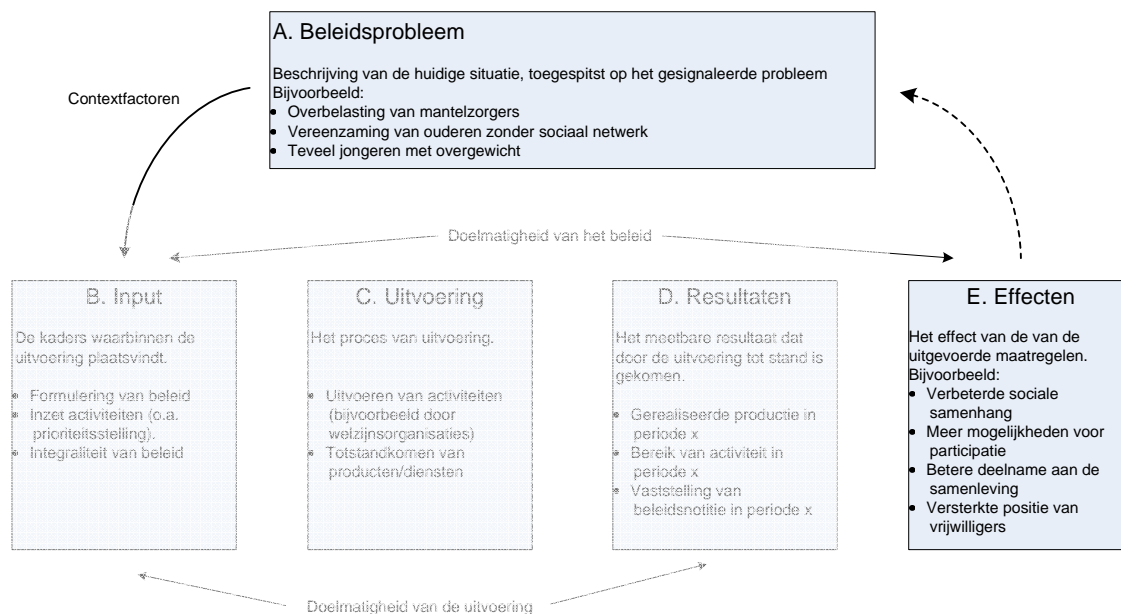 A. Beleidsprobleem
Beschrijving van de huidige situatie, toegespitst op het gesignaleerde probleem
Bijvoorbeeld:
• Overbelasting van mantelzorgers
• Vereenzaming van ouderen zonder sociaal netwerk
• Teveel jongeren met overgewicht
Contextfactoren
Doelmatigheid van het beleid
B. Input
De kaders waarbinnen de
uitvoering plaatsvindt.
• Formulering van beleid
• Inzet activiteiten (o.a.
prioriteitsstelling).
• Integraliteit van beleid
C. Uitvoering
Het proces van uitvoering.
• Uitvoeren van activiteiten
(bijvoorbeeld door
welzijnsorganisaties)
• Totstandkomen van
producten/diensten
D. Resultaten
Het meetbare resultaat dat
door de uitvoering tot stand is
gekomen.
• Gerealiseerde productie in
periode x
• Bereik van activiteit in
periode x
• Vaststelling van
beleidsnotitie in periode x
E. Effecten
Het effect van de van de
uitgevoerde maatregelen.
Bijvoorbeeld:
• Verbeterde sociale
samenhang
• Meer mogelijkheden voor
participatie
• Betere deelname aan de
samenleving
• Versterkte positie van
vrijwilligers
Doelmatigheid van de uitvoering